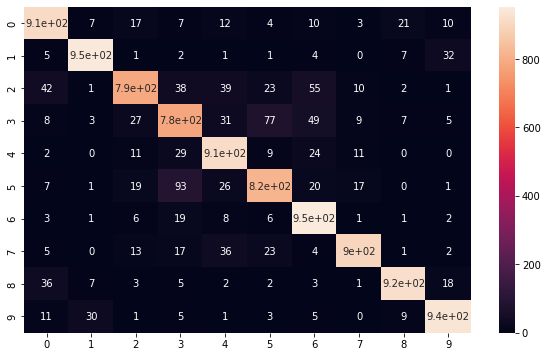 9.1e+02 7 17 7 12 4 10 3 21 10 0
5 9.5e+02 1 2 1 1 4 0 7 32 1
42 1 7.9e+02 38 39 23 55 10 2 1 2
8 3 27 7.8e+02 31 77 49 9 7 5 3
2 0 11 29 9.1e+02 9 24 11 0 0 4
7 1 19 93 26 8.2e+02 20 17 0 1 5
3 1 6 19 8 6 9.5e+02 1 1 2 6
5 0 13 17 36 23 4 9e+02 1 2 7
36 7 3 5 2 2 3 1 9.2e+02 18 8
11 30 1 5 1 3 5 0 9 9.4e+02 9
0 1 2 3 4 5 6 7 8 9
800
600
400
200
0